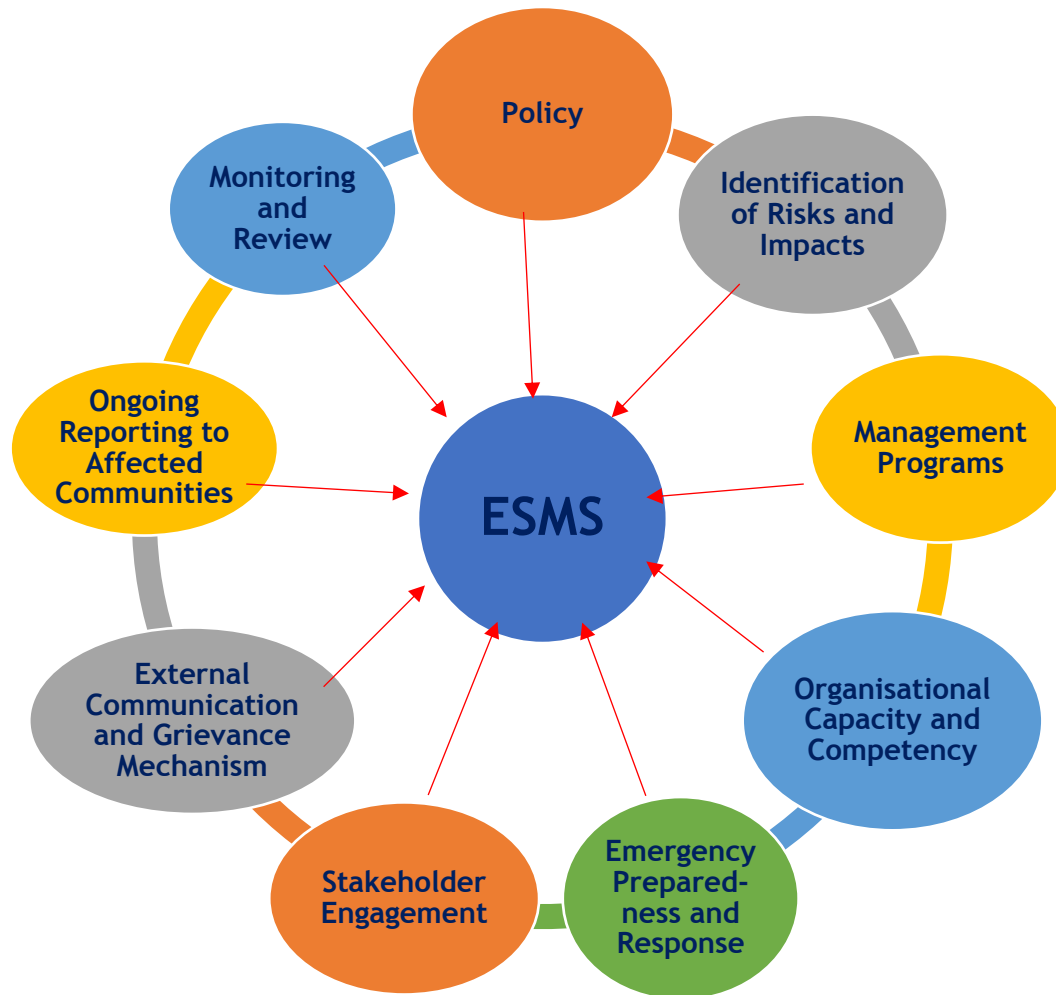 Policy
Identification
of Risks and
Impacts
Management
Programs
Organisational
Capacity and
Competency
Emergency
Prepared-
ness and
Response
Stakeholder
Engagement
External
Communication
and Grievance
Mechanism
Ongoing
Reporting to
Affected
Communities
Monitoring
and
Review
ESMS